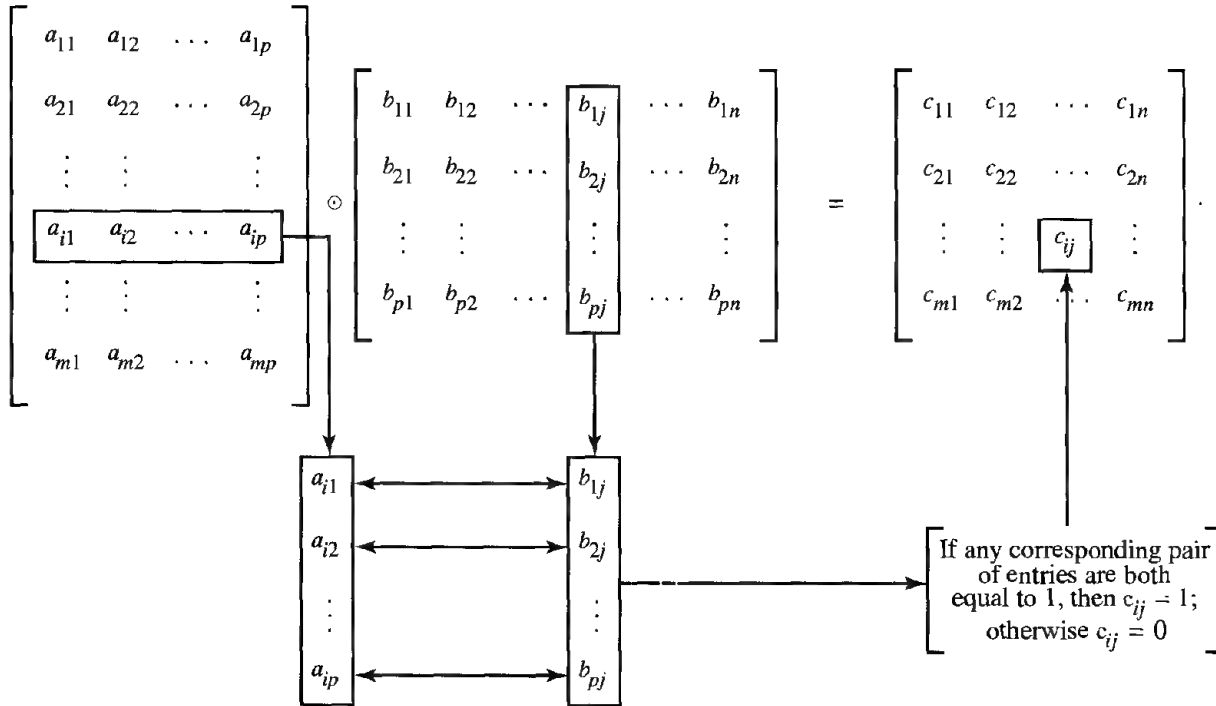 a11 a12 ... a1p
a21 a22 ... a2p
⋮ ⋮ ⋮
ai1 ai2 ... aip
⋮ ⋮ ⋮
am1 am2 ... amp
⊙
b11 b12 ... b1j ... b1n
b21 b22 ... b2j ... b2n
⋮ ⋮ ⋮ ⋮
bp1 bp2 ... bpj ... bpn
=
c11 c12 ... c1n
c21 c22 ... c2n
⋮ ⋮ cij ⋮
cm1 cm2 ... cmn
.
ai1 b1j
ai2 b2j
⋮ ⋮
aip bpj
If any corresponding pair
of entries are both
equal to 1, then cij = 1;
otherwise cij = 0